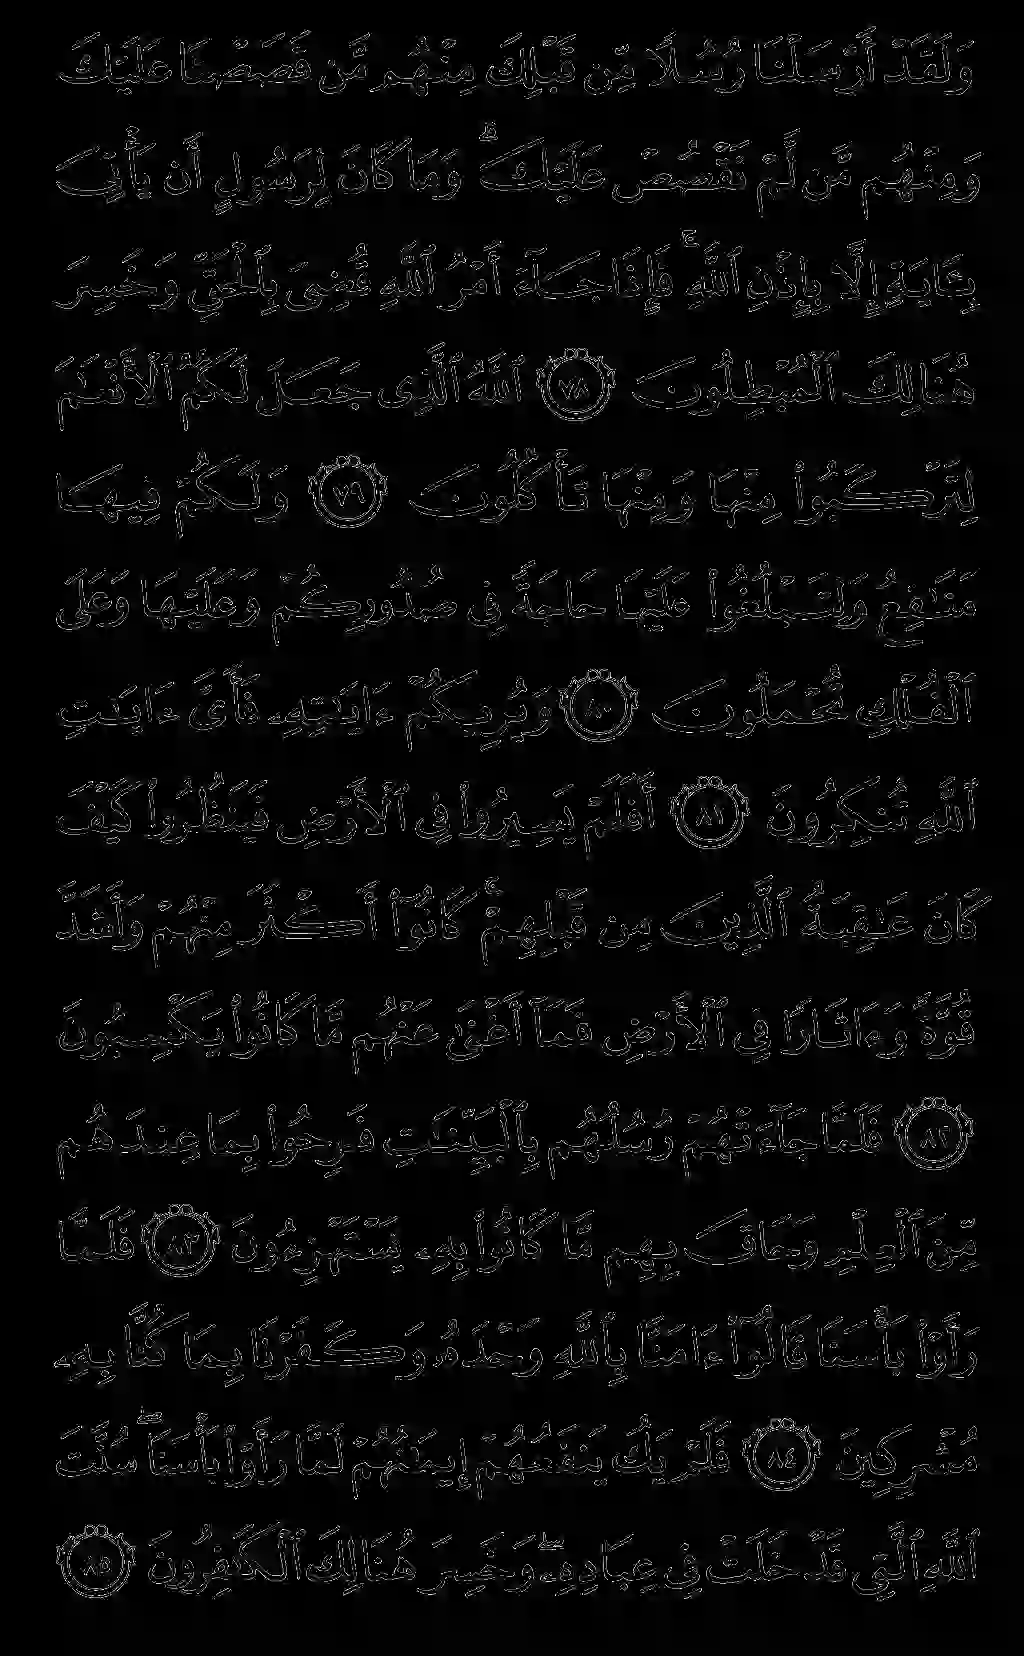 وَلَقَدْ أَرْسَلْنَا رُسُلًا مِّن قَبْلِكَ مِنْهُم مَّن قَصَصْنَا عَلَيْكَ
وَمِنْهُم مَّن لَّمْ نَقْصُصْ عَلَيْكَ ۗ وَمَا كَانَ لِرَسُولٍ أَن يَأْتِىَ
بِـَٔايَةٍ إِلَّا بِإِذْنِ ٱللَّهِ ۚ فَإِذَا جَآءَ أَمْرُ ٱللَّهِ قُضِىَ بِٱلْحَقِّ وَخَسِرَ
هُنَالِكَ ٱلْمُبْطِلُونَ ٧٨ ٱللَّهُ ٱلَّذِى جَعَلَ لَكُمُ ٱلْأَنْعَـٰمَ
لِتَرْكَبُوا۟ مِنْهَا وَمِنْهَا تَأْكُلُونَ ٧٩ وَلَكُمْ فِيهَا
مَنَـٰفِعُ وَلِتَبْلُغُوا۟ عَلَيْهَا حَاجَةً فِى صُدُورِكُمْ وَعَلَيْهَا وَعَلَى
ٱلْفُلْكِ تُحْمَلُونَ ٨٠ وَيُرِيكُمْ ءَايَـٰتِهِۦ فَأَىَّ ءَايَـٰتِ
ٱللَّهِ تُنكِرُونَ ٨١ أَفَلَمْ يَسِيرُوا۟ فِى ٱلْأَرْضِ فَيَنظُرُوا۟ كَيْفَ
كَانَ عَـٰقِبَةُ ٱلَّذِينَ مِن قَبْلِهِمْ ۚ كَانُوٓا۟ أَكْثَرَ مِنْهُمْ وَأَشَدَّ
قُوَّةً وَءَاثَارًا فِى ٱلْأَرْضِ فَمَآ أَغْنَىٰ عَنْهُم مَّا كَانُوا۟ يَكْسِبُونَ
٨٢ فَلَمَّا جَآءَتْهُمْ رُسُلُهُم بِٱلْبَيِّنَـٰتِ فَرِحُوا۟ بِمَا عِندَهُم
مِّنَ ٱلْعِلْمِ وَحَاقَ بِهِم مَّا كَانُوا۟ بِهِۦ يَسْتَهْزِءُونَ ٨٣ فَلَمَّا
رَأَوْا۟ بَأْسَنَا قَالُوٓا۟ ءَامَنَّا بِٱللَّهِ وَحْدَهُۥ وَكَفَرْنَا بِمَا كُنَّا بِهِۦ
مُشْرِكِينَ ٨٤ فَلَمْ يَكُ يَنفَعُهُمْ إِيمَـٰنُهُمْ لَمَّا رَأَوْا۟ بَأْسَنَا ۖ سُنَّتَ
ٱللَّهِ ٱلَّتِى قَدْ خَلَتْ فِى عِبَادِهِۦ ۖ وَخَسِرَ هُنَالِكَ ٱلْكَـٰفِرُونَ ٨٥